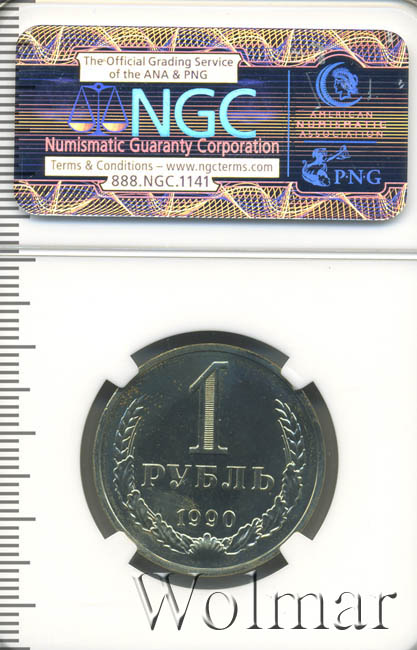 The Official Grading Service
of the ANA & PNG
NGC
Numismatic Guaranty Corporation
Terms & Conditions – www.ngcterms.com
888.NGC.1141
AMERICAN
NUMISMATIC
ASSOCIATION
P·N·G
1
РУБЛЬ
1990
Wolmar